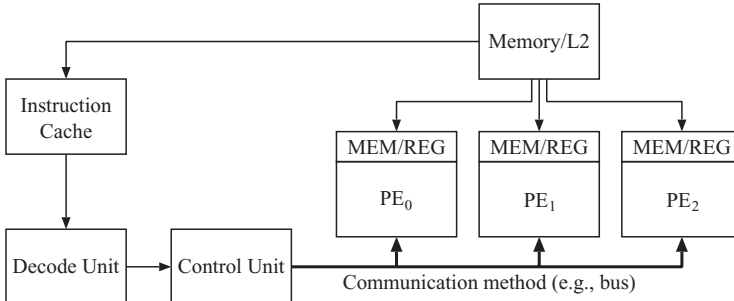 Memory/L2
Instruction
Cache
MEM/REG
MEM/REG
MEM/REG
PE₀
PE₁
PE₂
Decode Unit
Control Unit
Communication method (e.g., bus)